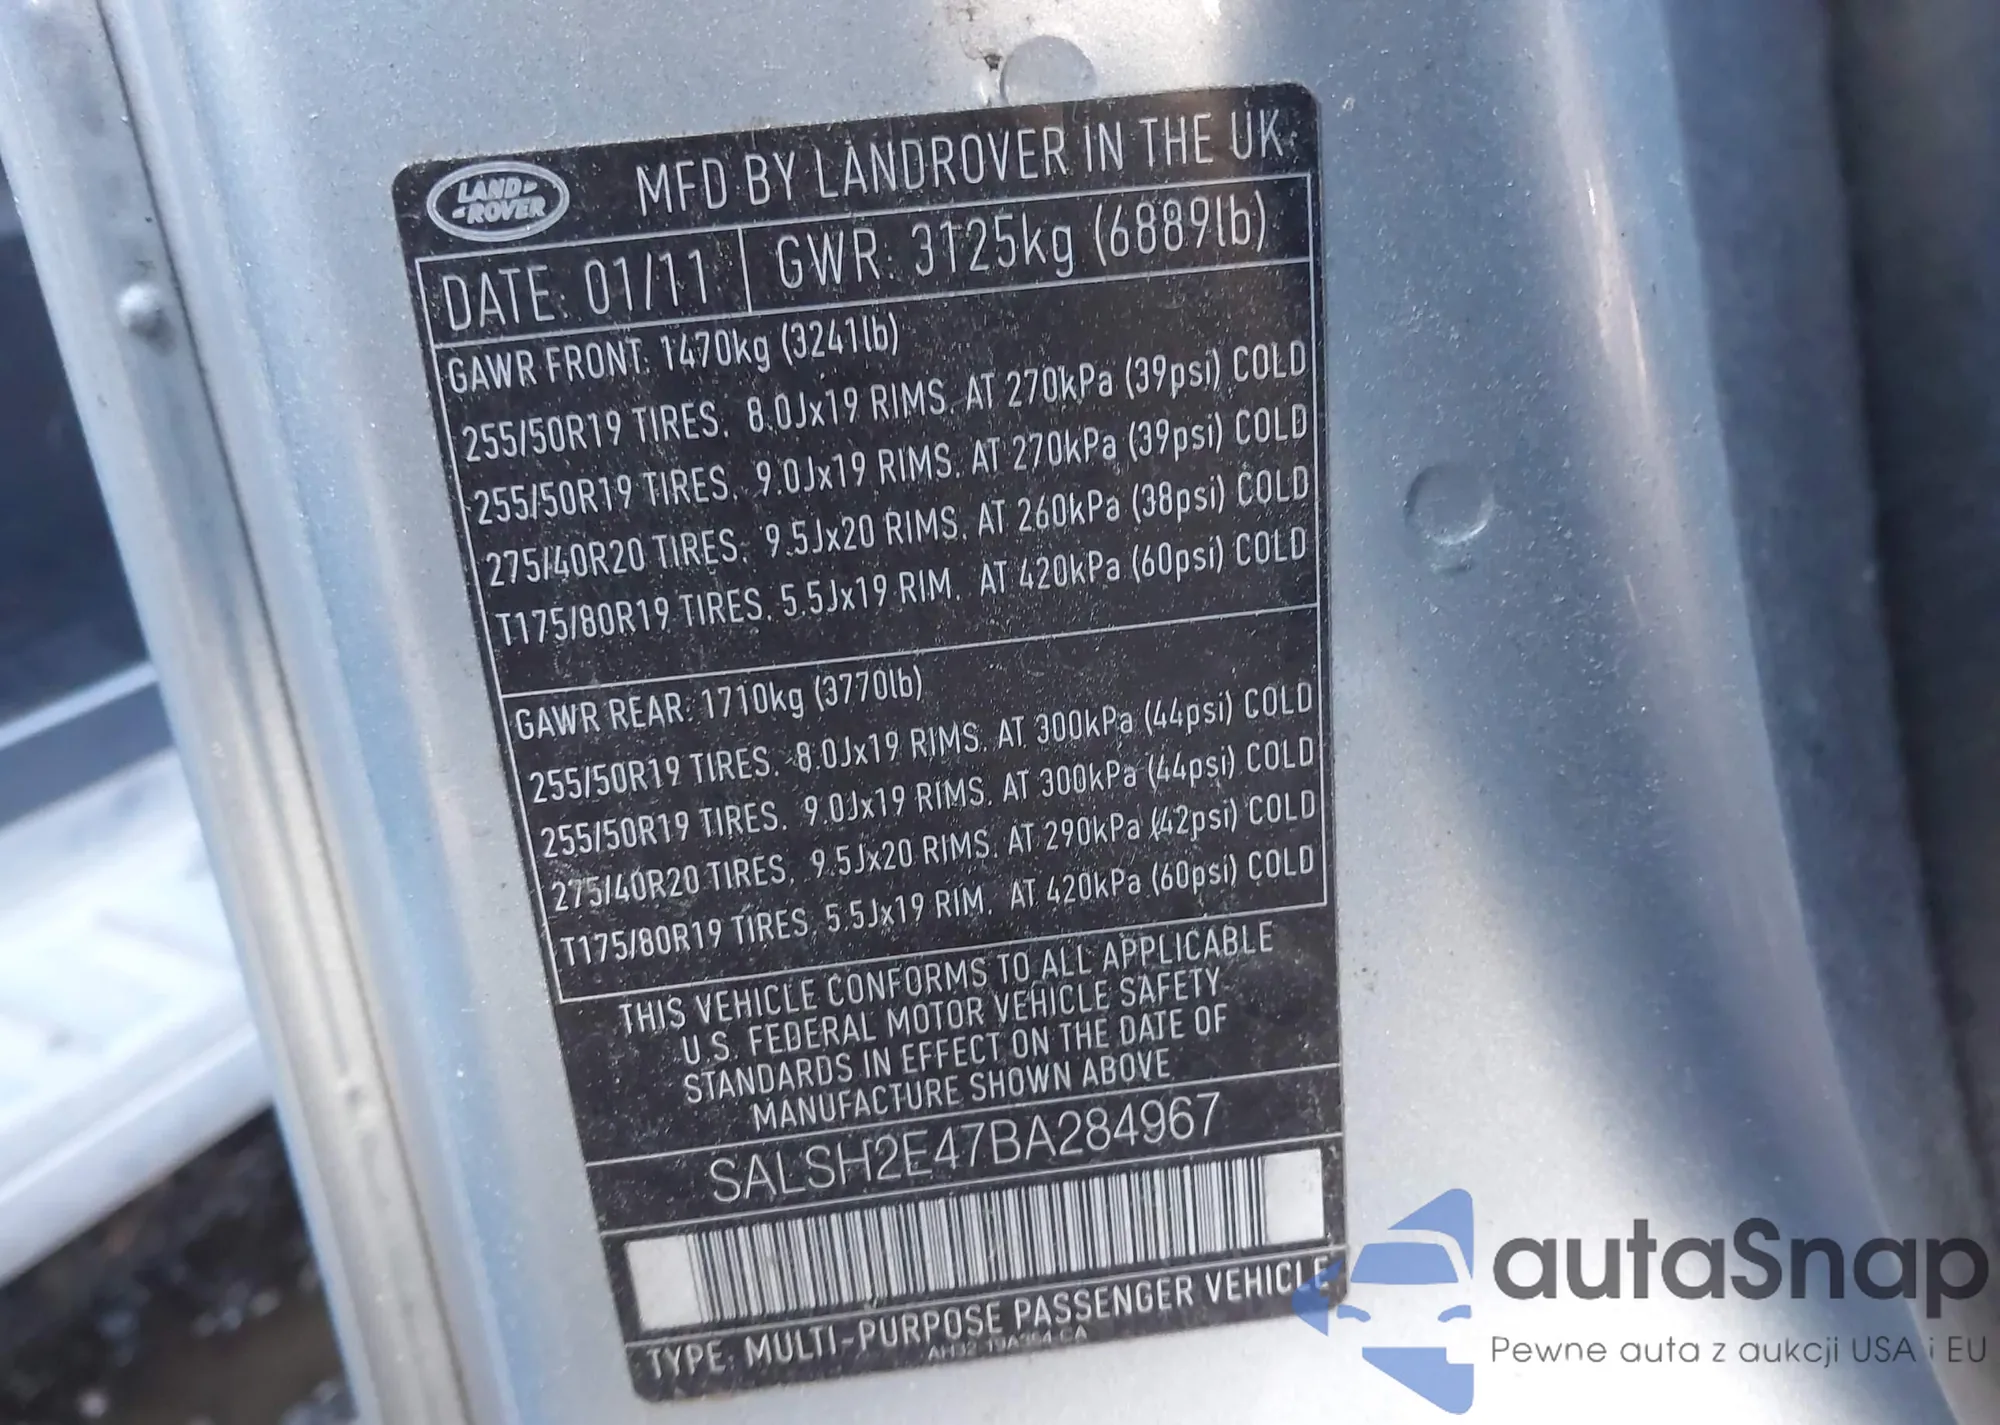 LAND ROVER
MFD BY LANDROVER IN THE UK.
DATE: 01/11 GWR: 3125kg (6889lb)
GAWR FRONT: 1470kg (3241lb)
255/50R19 TIRES. 8.0Jx19 RIMS. AT 270kPa (39psi) COLD
255/50R19 TIRES. 9.0Jx19 RIMS. AT 270kPa (39psi) COLD
275/40R20 TIRES. 9.5Jx20 RIMS. AT 260kPa (38psi) COLD
T175/80R19 TIRES. 5.5Jx19 RIM. AT 420kPa (60psi) COLD
GAWR REAR: 1710kg (3770lb)
255/50R19 TIRES. 8.0Jx19 RIMS. AT 300kPa (44psi) COLD
255/50R19 TIRES. 9.0Jx19 RIMS. AT 300kPa (44psi) COLD
275/40R20 TIRES. 9.5Jx20 RIMS. AT 290kPa (42psi) COLD
T175/80R19 TIRES. 5.5Jx19 RIM. AT 420kPa (60psi) COLD
THIS VEHICLE CONFORMS TO ALL APPLICABLE
U.S. FEDERAL MOTOR VEHICLE SAFETY
STANDARDS IN EFFECT ON THE DATE OF
MANUFACTURE SHOWN ABOVE
SALSH2E47BA284967
TYPE: MULTI-PURPOSE PASSENGER VEHICLE
autaSnap
Pewne auta z aukcji USA i EU